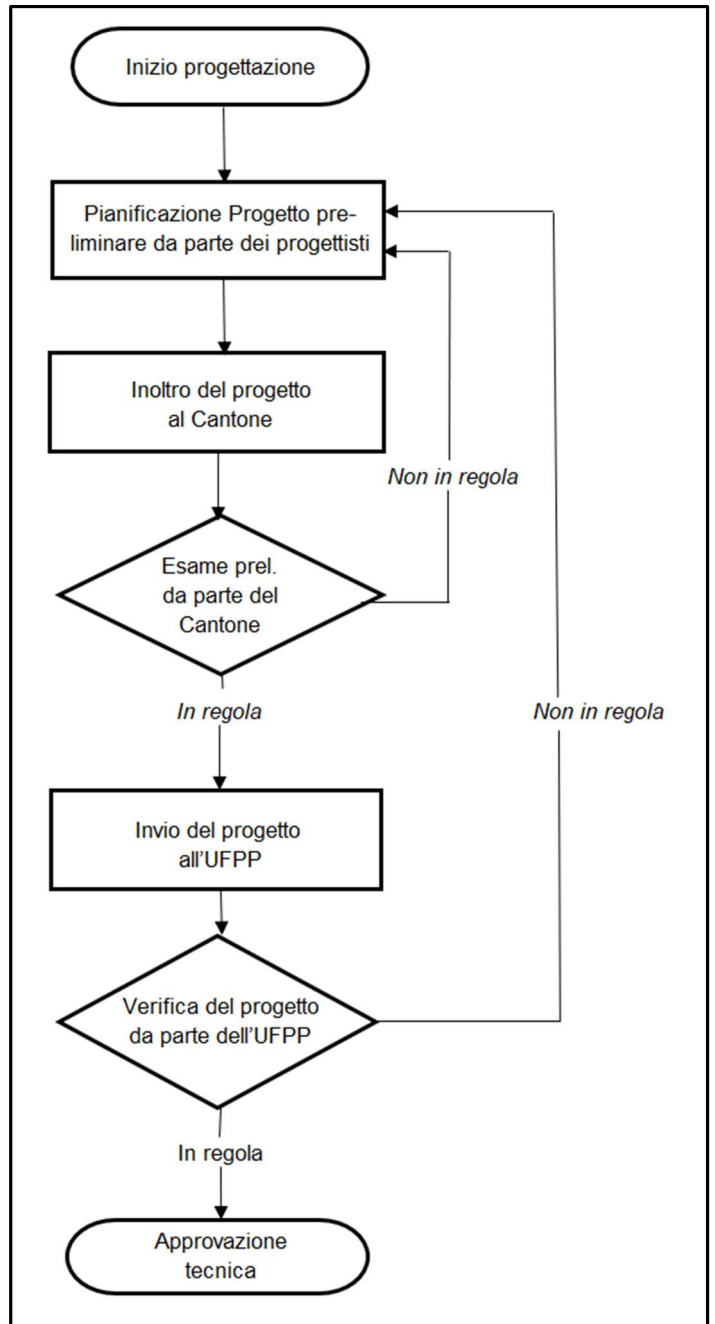 Inizio progettazione
Pianificazione Progetto pre-
liminare da parte dei progettisti
Inoltro del progetto
al Cantone
Non in regola
Esame prel.
da parte del
Cantone
In regola
Non in regola
Invio del progetto
all'UFPP
Verifica del progetto
da parte dell'UFPP
In regola
Approvazione
tecnica